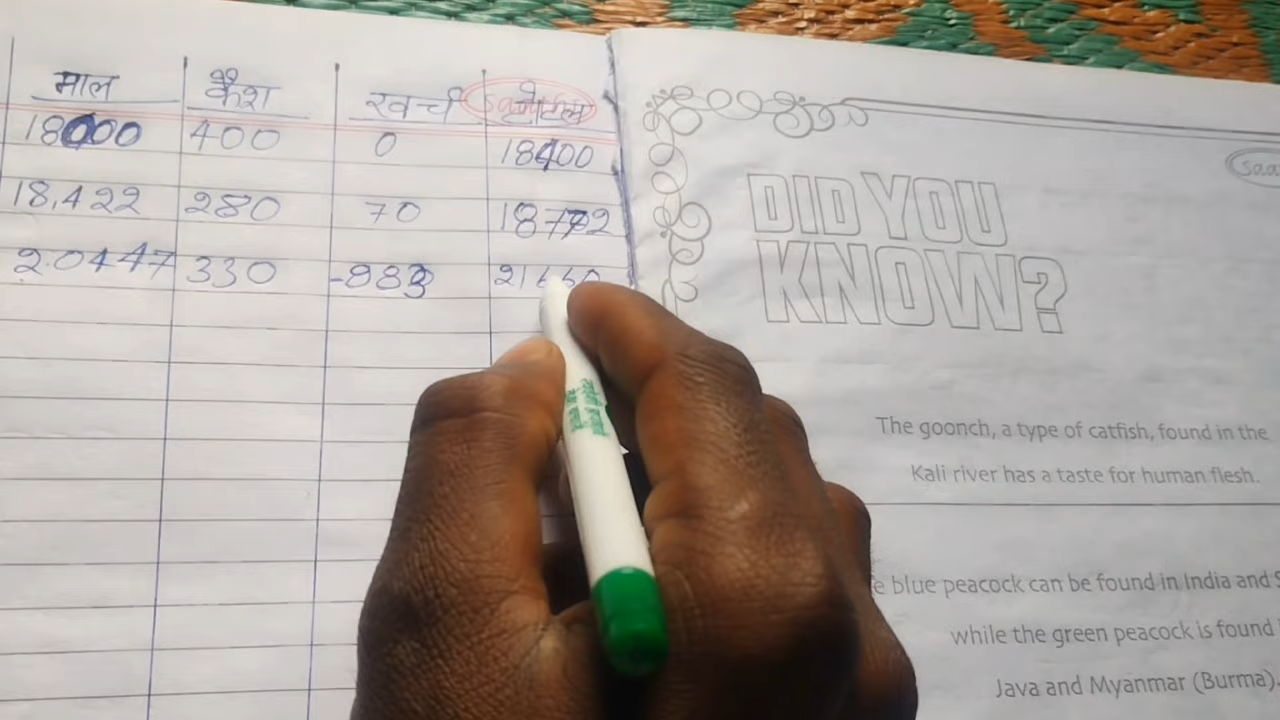 माल कैश खर्च टोटल
18000 400 0 18400
18,422 280 70 18772
20447 330 -883 21660
DID YOU
KNOW?
The goonch, a type of catfish, found in the
Kali river has a taste for human flesh.
e blue peacock can be found in India and S
while the green peacock is found
Java and Myanmar (Burma).